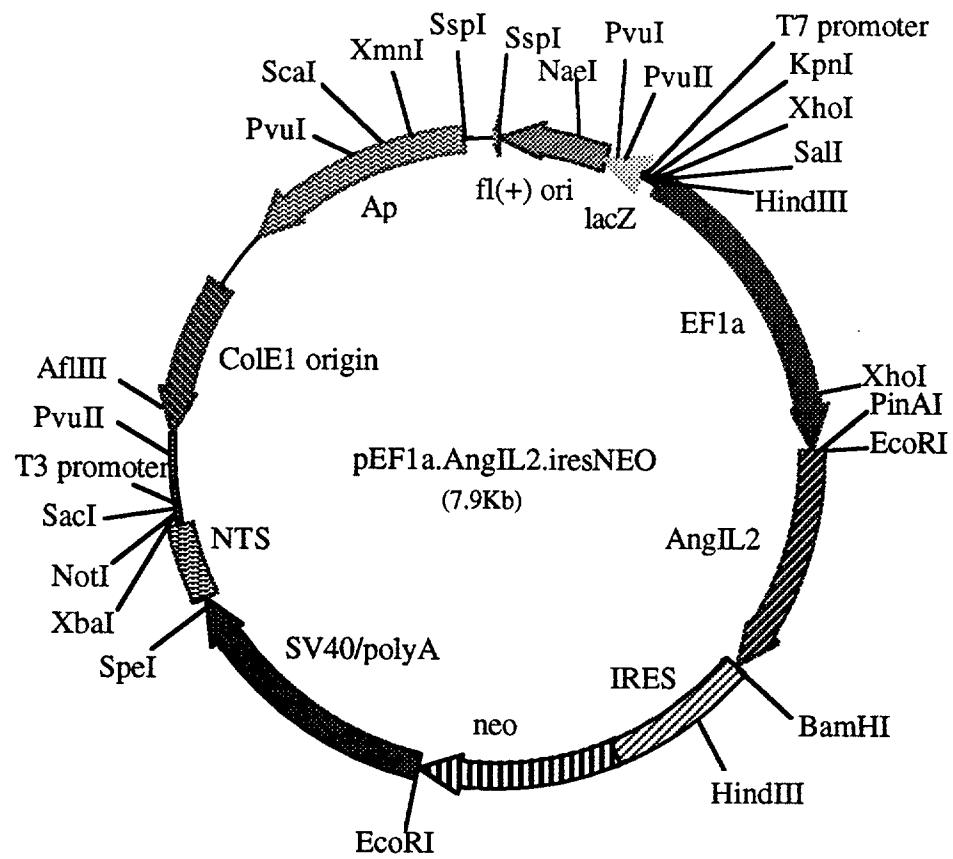 SspI
SspI
PvuI
T7 promoter
XmnI
NaeI
KpnI
ScaI
PvuII
XhoI
PvuI
SalI
fl(+) ori
HindIII
Ap
lacZ
EF1a
ColE1 origin
AflIII
XhoI
PinAI
PvuII
EcoRI
pEF1a.AngIL2.iresNEO
T3 promoter
(7.9Kb)
SacI
NTS
AngIL2
NotI
XbaI
SV40/polyA
SpeI
IRES
neo
BamHI
HindIII
EcoRI